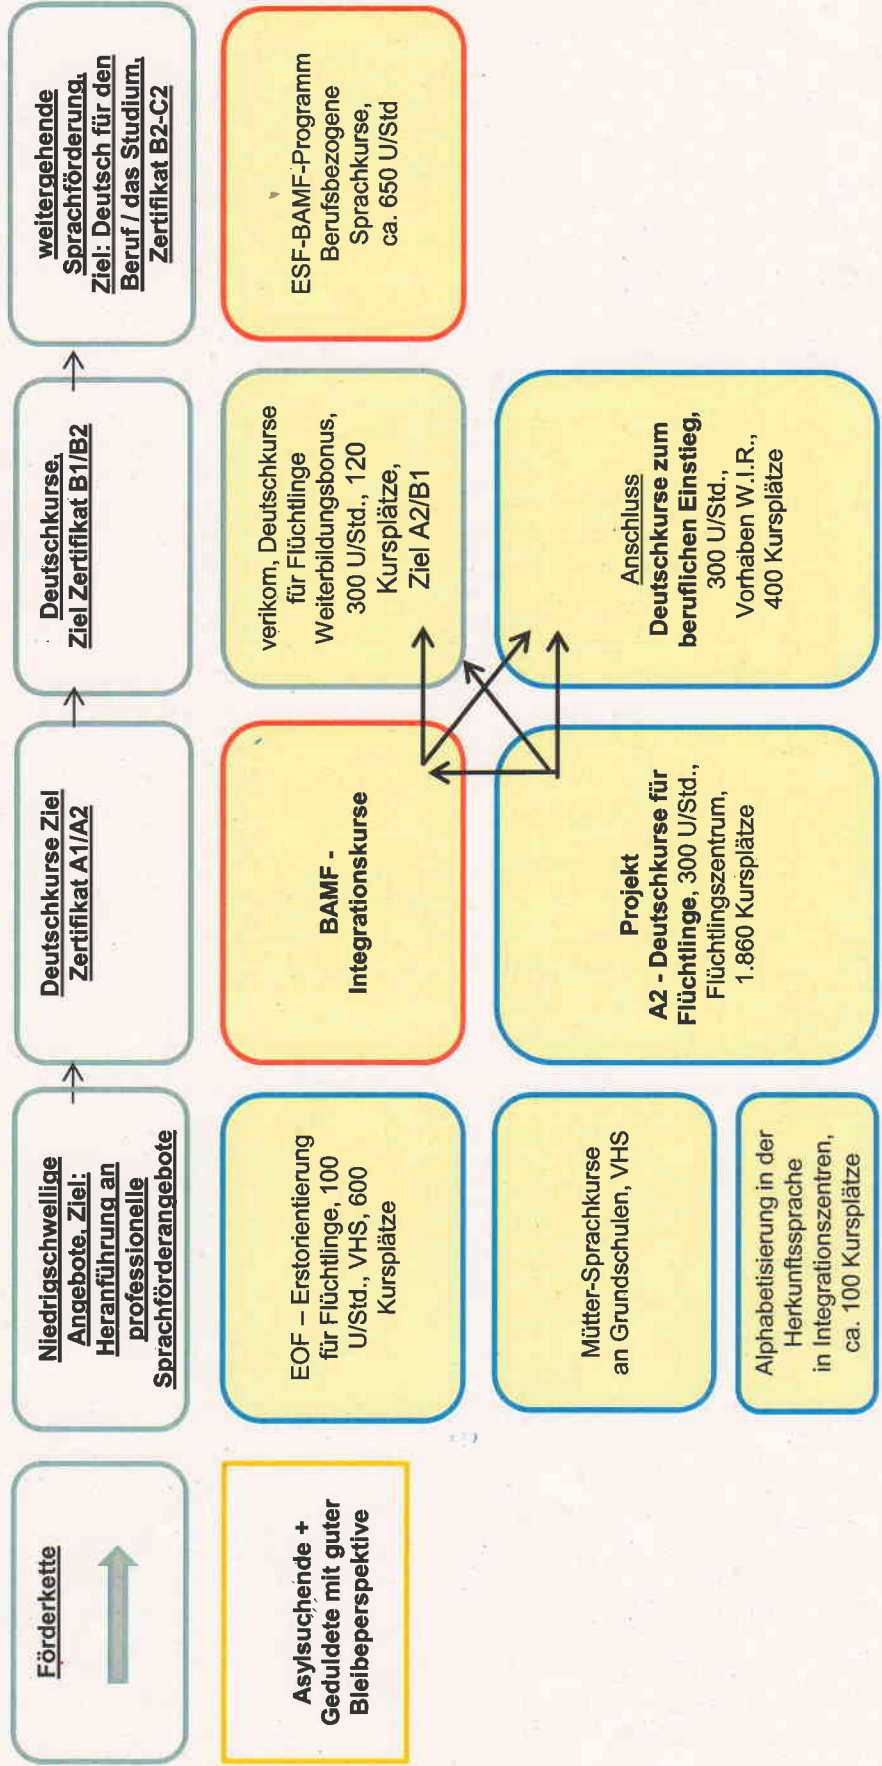 Förderkette
Niedrigschwellige
Angebote, Ziel:
Heranführung an
professionelle
Sprachförderangebote
Deutschkurse Ziel
Zertifikat A1/A2
Deutschkurse,
Ziel Zertifikat B1/B2
weitergehende
Sprachförderung,
Ziel: Deutsch für den
Beruf / das Studium,
Zertifikat B2-C2
Asylsuchende +
Geduldete mit guter
Bleibeperspektive
EOF – Erstorientierung
für Flüchtlinge, 100
U/Std., VHS, 600
Kursplätze
BAMF -
Integrationskurse
verikom, Deutschkurse
für Flüchtlinge
Weiterbildungsbonus,
300 U/Std., 120
Kursplätze,
Ziel A2/B1
ESF-BAMF-Programm
Berufsbezogene
Sprachkurse,
ca. 650 U/Std
Mütter-Sprachkurse
an Grundschulen, VHS
Projekt
A2 - Deutschkurse für
Flüchtlinge, 300 U/Std.,
Flüchtlingszentrum,
1.860 Kursplätze
Anschluss
Deutschkurse zum
beruflichen Einstieg,
300 U/Std.,
Vorhaben W.I.R.,
400 Kursplätze
Alphabetisierung in der
Herkunftssprache
in Integrationszentren,
ca. 100 Kursplätze